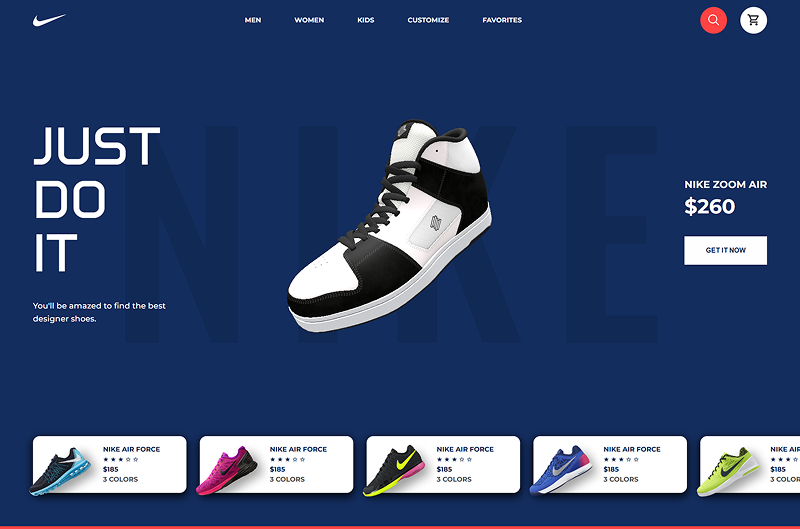 MEN
WOMEN
KIDS
CUSTOMIZE
FAVORITES
NIKE
JUST
DO
IT
You'll be amazed to find the best
designer shoes.
NIKE ZOOM AIR
$260
GET IT NOW
NIKE AIR FORCE
$185
3 COLORS
NIKE AIR FORCE
$185
3 COLORS
NIKE AIR FORCE
$185
3 COLORS
NIKE AIR FORCE
$185
3 COLORS
NIKE AI
$185
3 COLORS